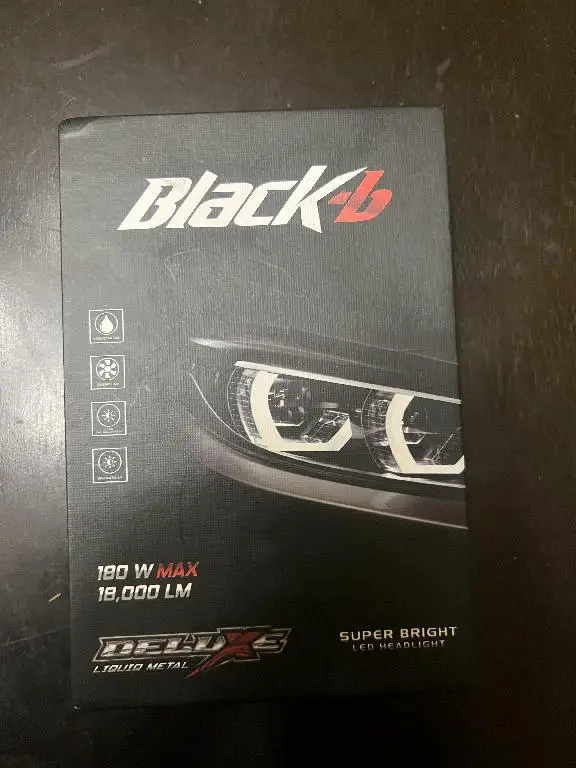 Black-b
180 W MAX
18,000 LM
DELUXE
LIQUID METAL
SUPER BRIGHT
LED HEADLIGHT